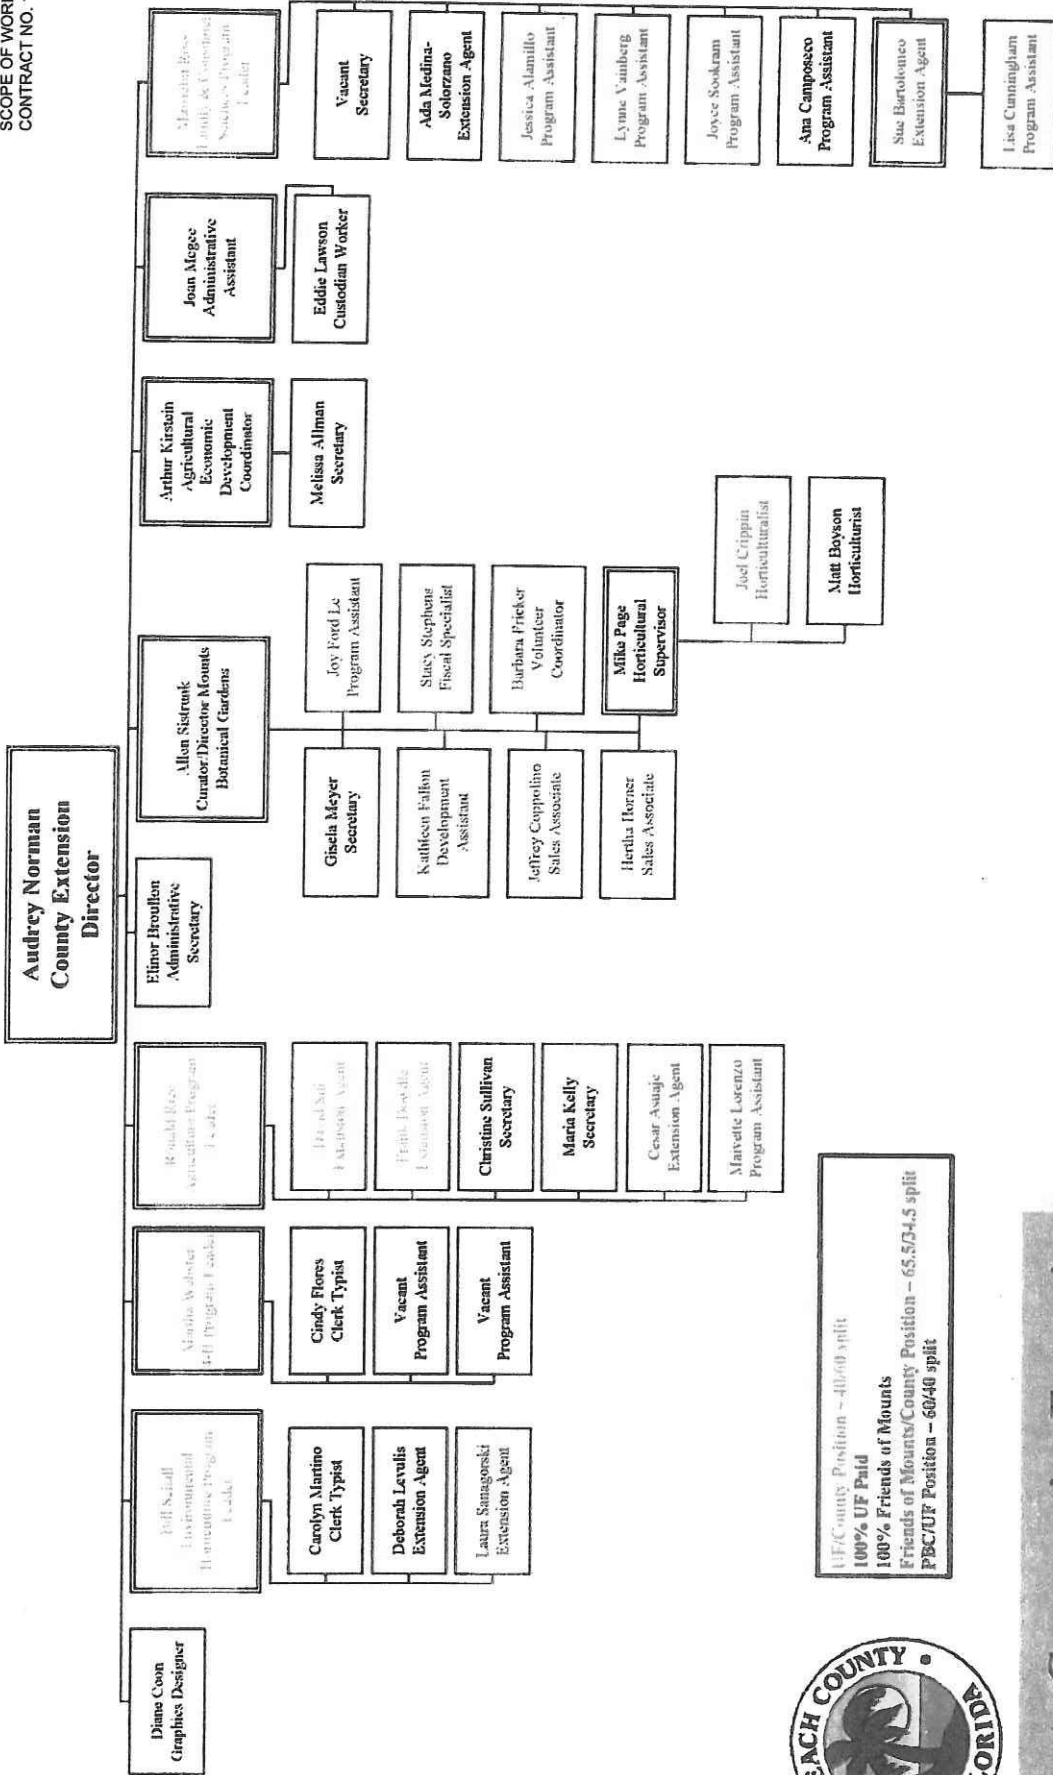 SCOPE OF WORK
CONTRACT NO.
Audrey Norman
County Extension
Director
Diane Coon
Graphics Designer
Environmental
Horticulture Program
Leader
Carolyn Martino
Clerk Typist
Deborah Levulis
Extension Agent
Laura Sanagorski
Extension Agent
Webster
4-H Program Leader
Cindy Flores
Clerk Typist
Vacant
Program Assistant
Vacant
Program Assistant
Ronald Rice
Agriculture Program
Leader
Extension Agent
Extension Agent
Christine Sullivan
Secretary
Maria Kelly
Secretary
Cesar Asuaje
Extension Agent
Marvette Lorenzo
Program Assistant
Elinor Broullon
Administrative
Secretary
Allen Sistrunk
Curator/Director Mounts
Botanical Gardens
Gisela Meyer
Secretary
Joy Ford Le
Program Assistant
Kathleen Fallon
Development
Assistant
Stacy Stephens
Fiscal Specialist
Jeffrey Coppolino
Sales Associate
Barbara Fricker
Volunteer
Coordinator
Hertha Horner
Sales Associate
Mike Page
Horticultural
Supervisor
Joel Crippin
Horticulturalist
Matt Boyson
Horticulturist
Arthur Kirstein
Agricultural
Economic
Development
Coordinator
Melissa Allman
Secretary
Joan Mcgee
Administrative
Assistant
Eddie Lawson
Custodian Worker
Family & Consumer
Sciences Program
Leader
Vacant
Secretary
Ada Medina-
Solorzano
Extension Agent
Jessica Alamillo
Program Assistant
Lynne Vaimberg
Program Assistant
Joyce Sookram
Program Assistant
Ana Camposeco
Program Assistant
Sue Bartolomeo
Extension Agent
Lisa Cunningham
Program Assistant
UF/County Position – 40/60 split
100% UF Paid
100% Friends of Mounts
Friends of Mounts/County Position – 65.5/34.5 split
PBC/UF Position – 60/40 split
EACH COUNTY
ORIDA